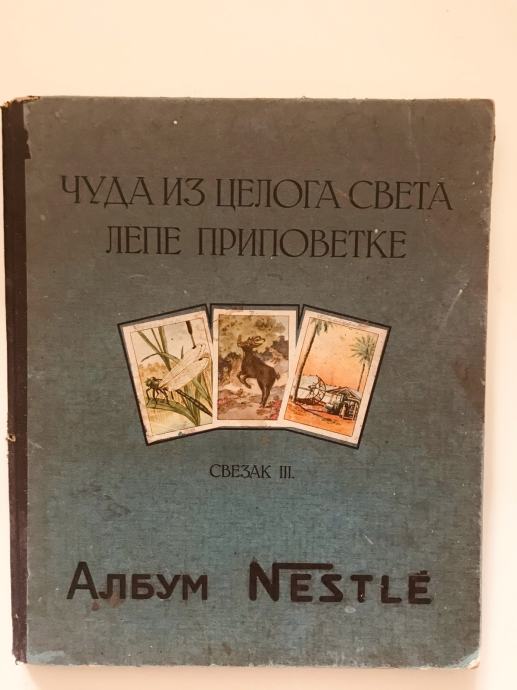 ЧУДА ИЗ ЦЕЛОГА СВЕТА
ЛЕПЕ ПРИПОВЕТКЕ
СВЕЗАК III.
АЛБУМ NESTLÉ